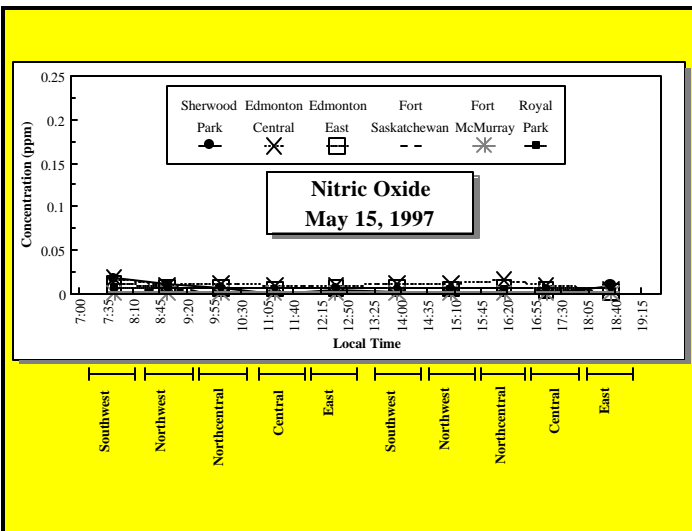 0.25
0.2
0.15
0.1
0.05
0
Concentration (ppm)
Sherwood Edmonton Edmonton Fort Fort Royal
Park Central East Saskatchewan McMurray Park
Nitric Oxide
May 15, 1997
7:00 7:35 8:10 8:45 9:20 9:55 10:30 11:05 11:40 12:15 12:50 13:25 14:00 14:35 15:10 15:45 16:20 16:55 17:30 18:05 18:40 19:15
Local Time
Southwest Northwest Northcentral Central East Southwest Northwest Northcentral Central East